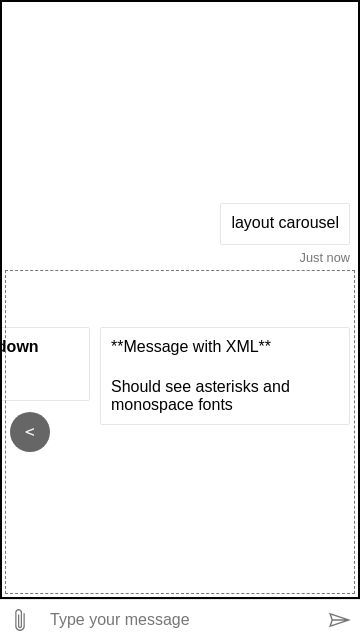 layout carousel
Just now
down
**Message with XML**
Should see asterisks and
monospace fonts
<
Type your message